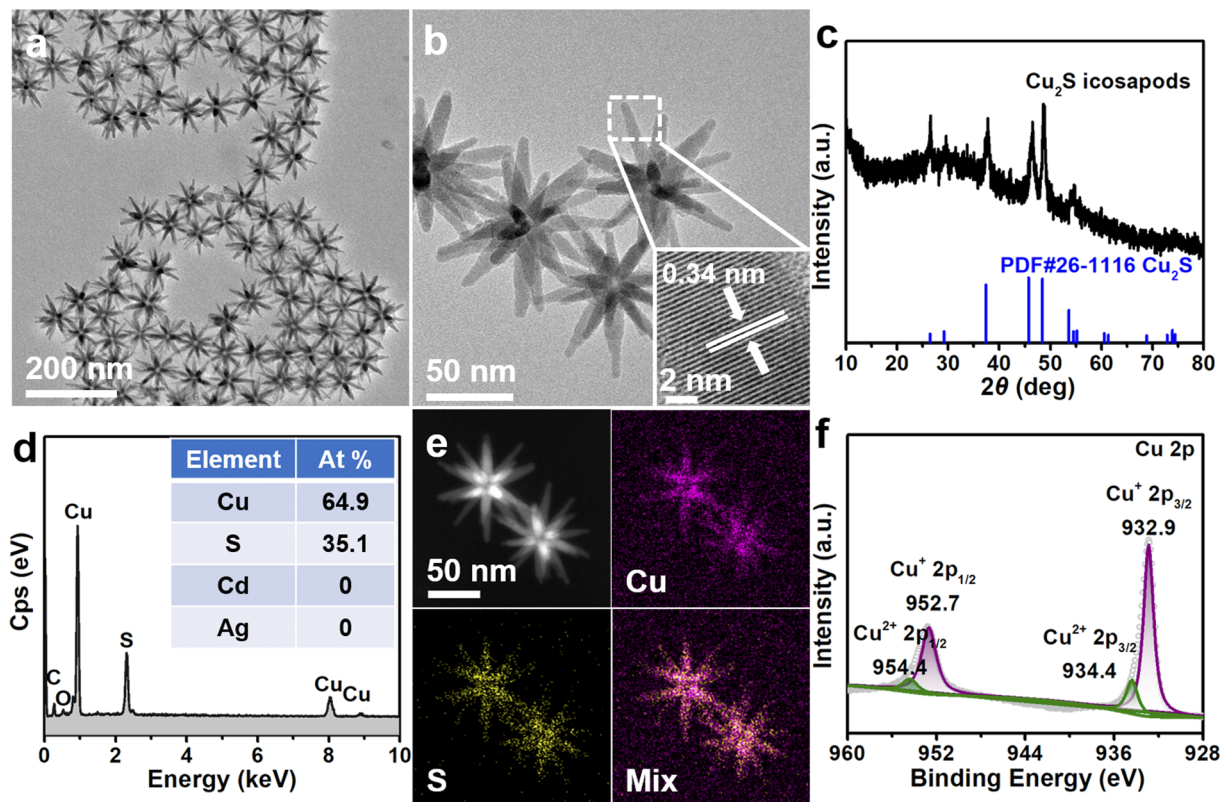 a
200 nm
b
0.34 nm
2 nm
50 nm
c
Cu₂S icosapods
PDF#26-1116 Cu₂S
Intensity (a.u.)
10 20 30 40 50 60 70 80
2θ (deg)
d
Element At %
Cu 64.9
S 35.1
Cd 0
Ag 0
Cu
C
O
S
Cu
Cu
Cps (eV)
0 2 4 6 8 10
Energy (keV)
e
50 nm
Cu
S
Mix
f
Cu 2p
Cu⁺ 2p₃/₂
932.9
Cu⁺ 2p₁/₂
952.7
Cu²⁺ 2p₁/₂
954.4
Cu²⁺ 2p₃/₂
934.4
Intensity (a.u.)
960 952 944 936 928
Binding Energy (eV)